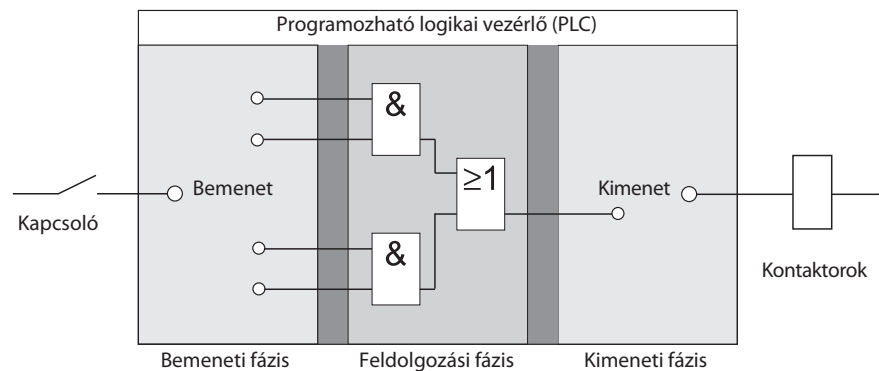 Programozható logikai vezérlő (PLC)
&
≥1
Bemenet
Kimenet
Kapcsoló
&
Kontaktorok
Bemeneti fázis
Feldolgozási fázis
Kimeneti fázis